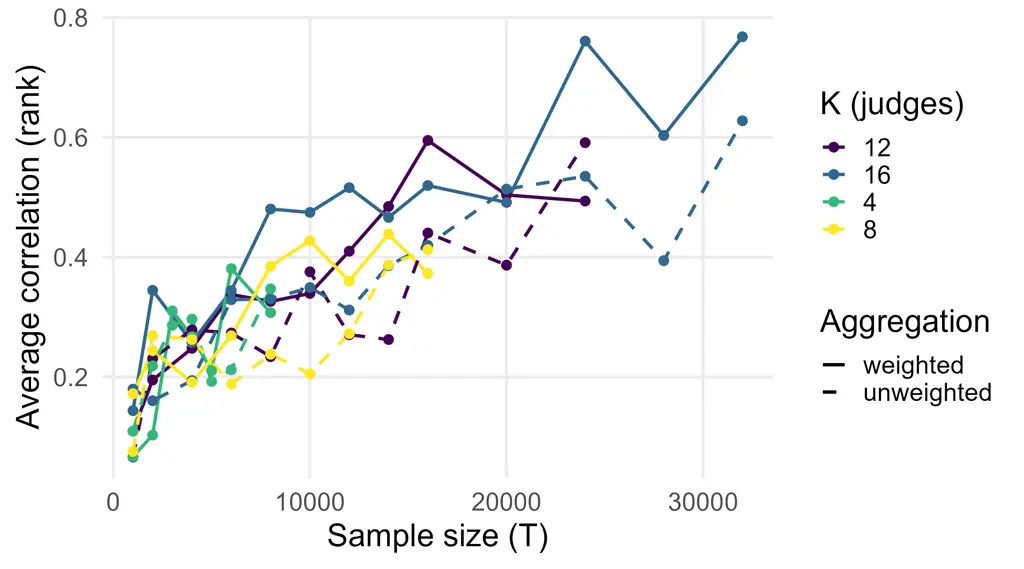 Average correlation (rank)
0.8
0.6
0.4
0.2
0 10000 20000 30000
Sample size (T)
K (judges)
12
16
4
8
Aggregation
weighted
unweighted